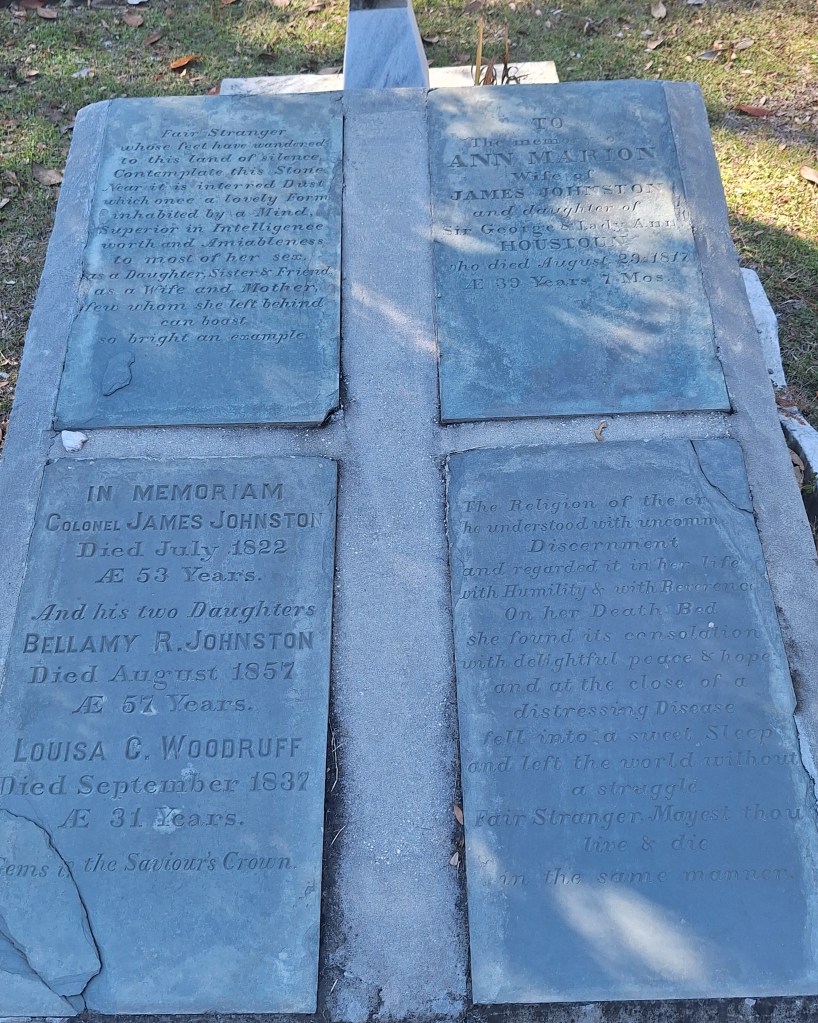 Fair Stranger
whose feet have wandered
to this land of silence,
Contemplate this Stone
Near it is interred Dust
which once a lovely Form
inhabited by a Mind,
Superior in Intelligence
worth and Amiableness
to most of her sex.
as a Daughter, Sister & Friend
as a Wife and Mother,
few whom she left behind
can boast
so bright an example
TO
The memory of
ANN MARION
Wife of
JAMES JOHNSTON
and daughter of
Sir George & Lady Ann
HOUSTOUN
who died August 29. 1817
Æ 39 Years 7 Mos.
IN MEMORIAM
COLONEL JAMES JOHNSTON
Died July 1822
Æ 53 Years.
And his two Daughters
BELLAMY R. JOHNSTON
Died August 1857
Æ 57 Years.
LOUISA C. WOODRUFF
Died September 1837
Æ 31 Years.
Gems in the Saviour's Crown
The Religion of the
he understood with
Discernment
and regarded it in her life
with Humility & with Reverence
On her Death Bed
she found its consolation
with delightful peace & hope
and at the close of a
distressing Disease
fell into a sweet Sleep
and left the world without
a struggle.
Fair Stranger Mayest thou
live & die
in the same manner.